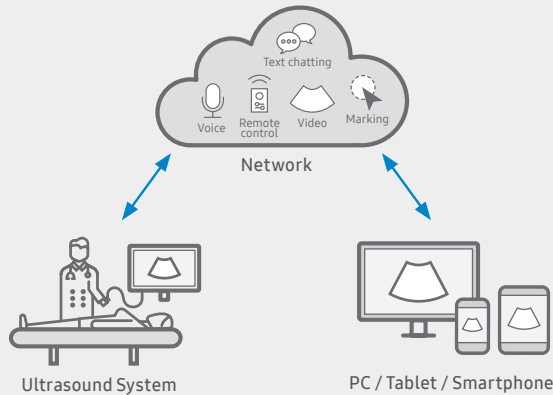 Text chatting
Voice
Remote
control
Video
Marking
Network
Ultrasound System
PC / Tablet / Smartphone